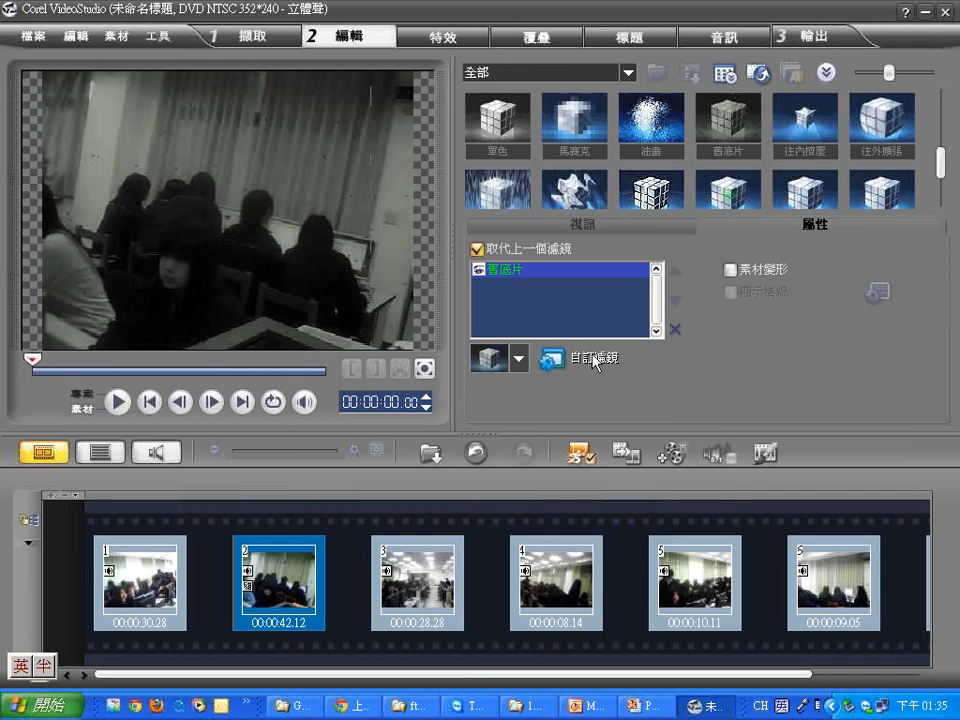 Corel VideoStudio (未命名標題, DVD NTSC 352*240 - 立體聲)
檔案 編輯 素材 工具 1 擷取 2 編輯 特效 覆疊 標題 音訊 3 輸出
全部
單色 馬賽克 油畫 舊底片 往內擠壓 往外擴張
視訊 屬性
取代上一個濾鏡
舊底片
素材變形
顯示格線
自訂濾鏡
專案
素材
00:00:00.00
1 2 3 4 5 6
00:00:30.28 00:00:42.12 00:00:28.28 00:00:08.14 00:00:10.11 00:00:09.05
英 半
開始 G... 上... ft... T... 1... M... P... 未... CH 下午 01:35